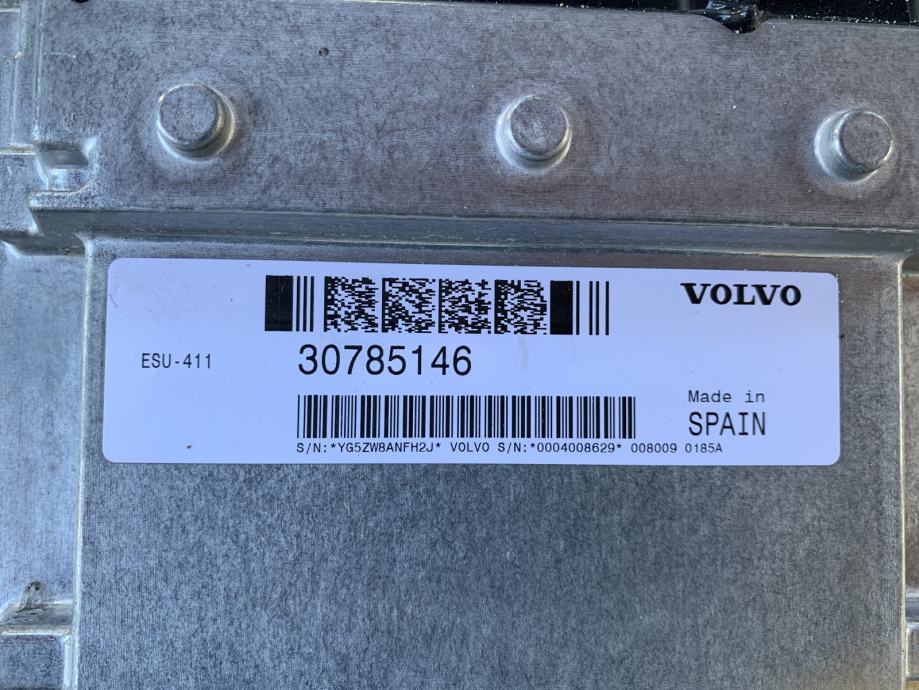 VOLVO
ESU-411
30785146
Made in
SPAIN
S/N:*YG5ZW8ANFH2J* VOLVO S/N:*0004008629* 008009 0185A